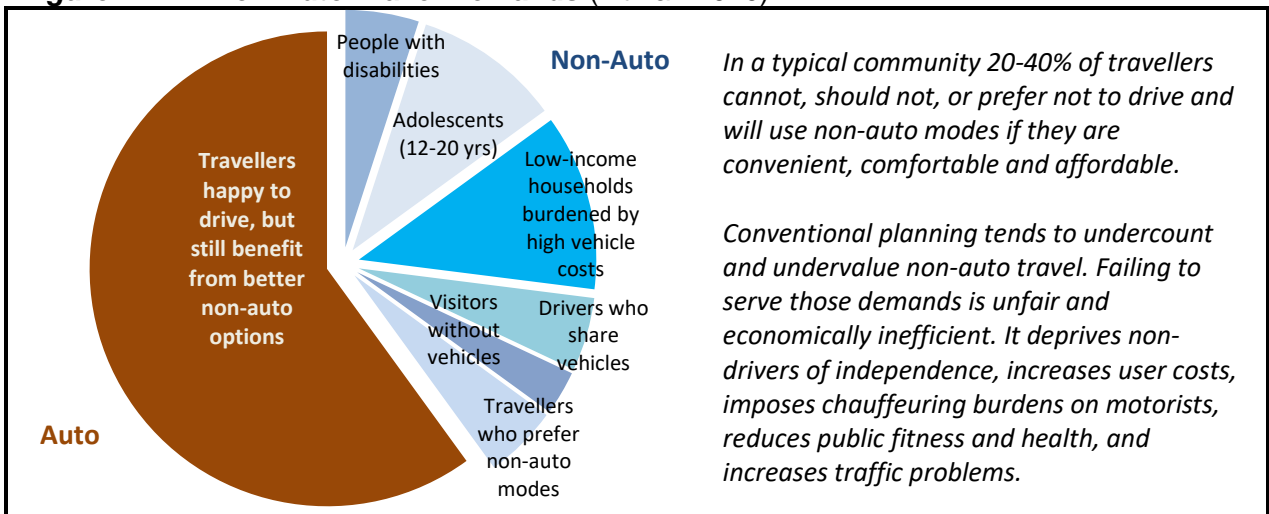 People with
disabilities
Non-Auto
Adolescents
(12-20 yrs)
Low-income
households
burdened by
high vehicle
costs
Travellers
happy to
drive, but
still benefit
from better
non-auto
options
Visitors
without
vehicles
Drivers who
share
vehicles
Travellers
who prefer
non-auto
modes
Auto
In a typical community 20-40% of travellers
cannot, should not, or prefer not to drive and
will use non-auto modes if they are
convenient, comfortable and affordable.
Conventional planning tends to undercount
and undervalue non-auto travel. Failing to
serve those demands is unfair and
economically inefficient. It deprives non-
drivers of independence, increases user costs,
imposes chauffeuring burdens on motorists,
reduces public fitness and health, and
increases traffic problems.